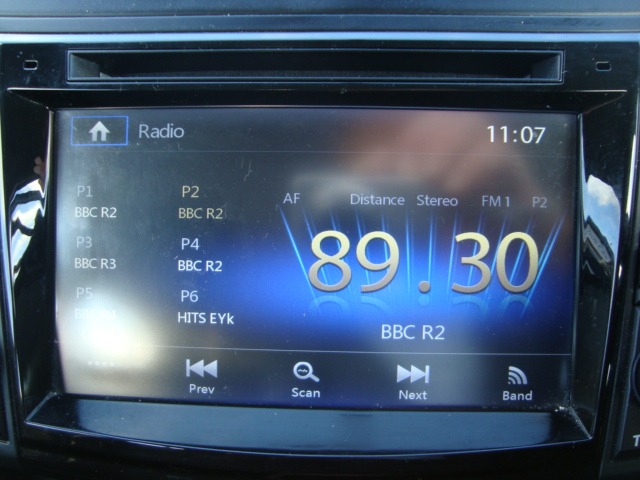 Radio
11:07
P1
BBC R2
P2
BBC R2
P3
BBC R3
P4
BBC R2
P5
P6
HITS EYk
AF Distance Stereo FM 1 P2
89.30
BBC R2
Prev
Scan
Next
Band